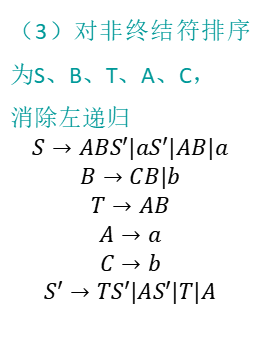 （3）对非终结符排序
为S、B、T、A、C，
消除左递归
S → ABS′|aS′|AB|a
B → CB|b
T → AB
A → a
C → b
S′ → TS′|AS′|T|A